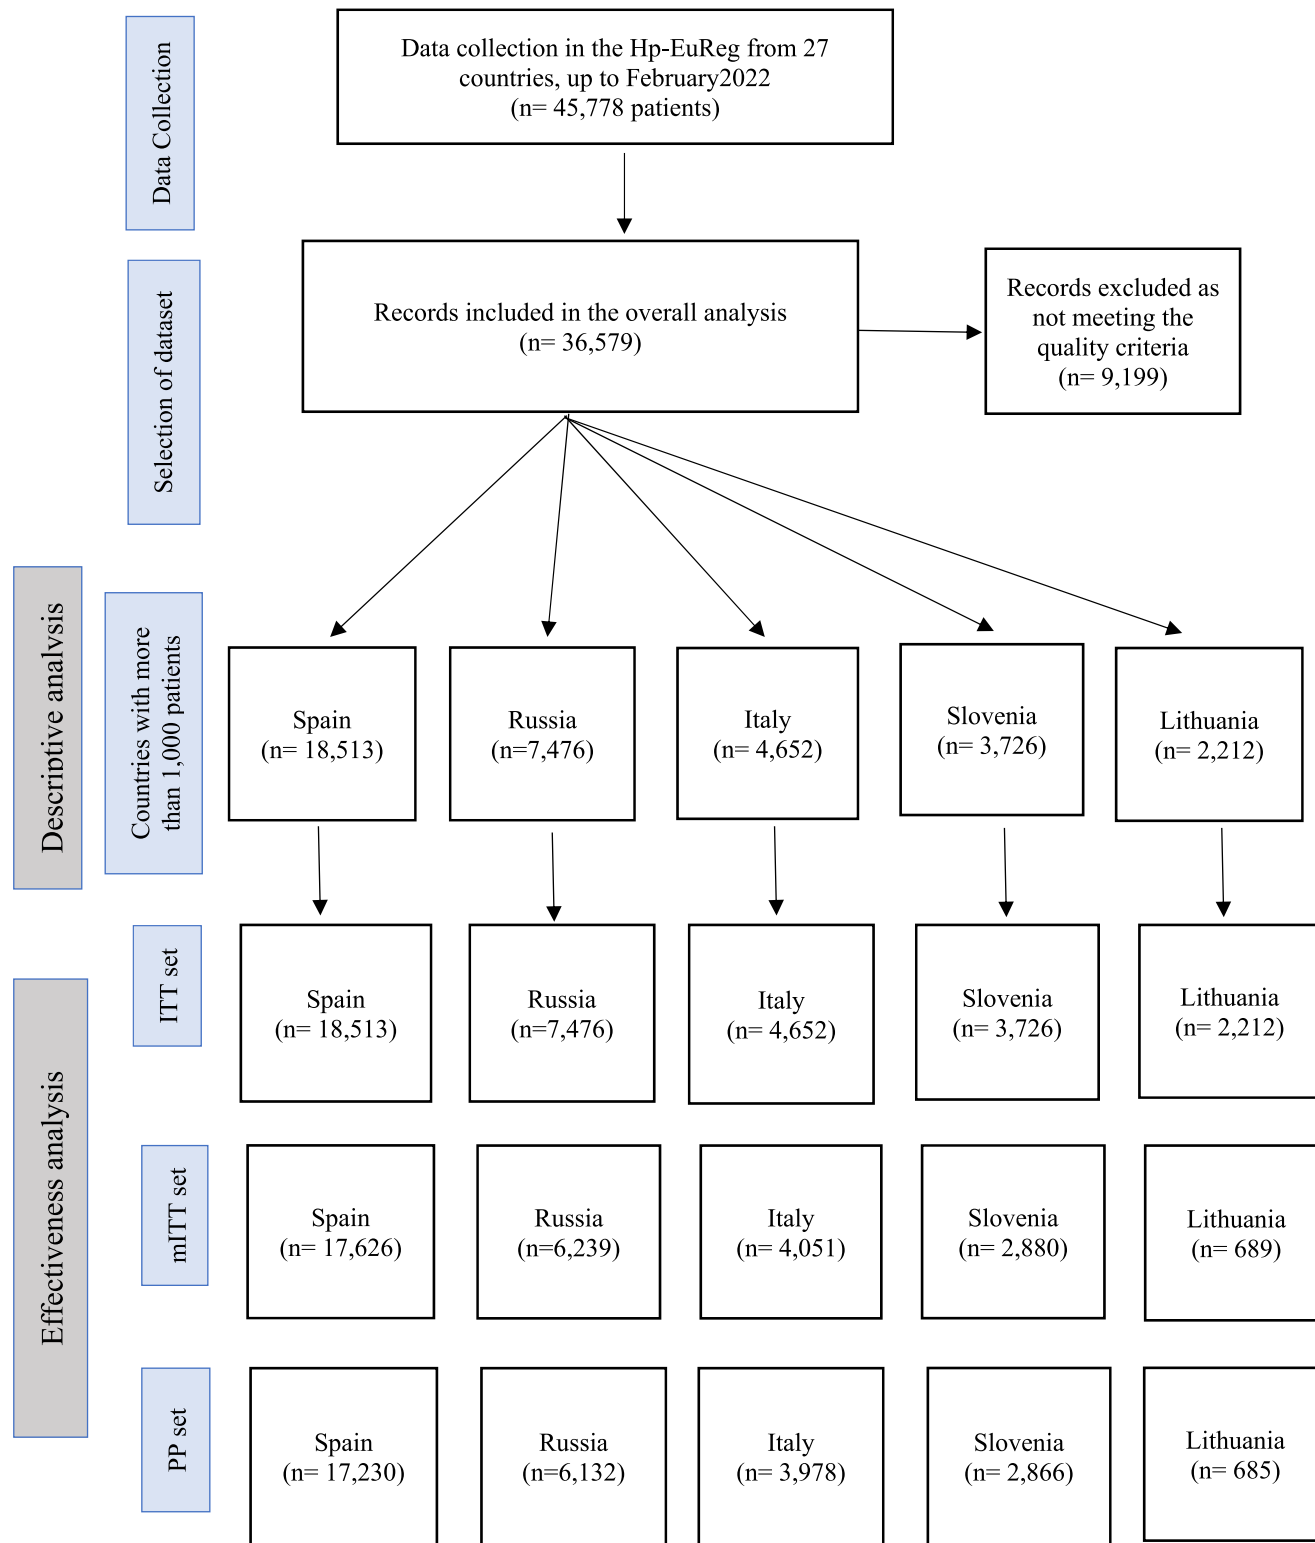 Data Collection
Data collection in the Hp-EuReg from 27
countries, up to February2022
(n= 45,778 patients)
Selection of dataset
Records included in the overall analysis
(n= 36,579)
Records excluded as
not meeting the
quality criteria
(n= 9,199)
Descriptive analysis
Countries with more
than 1,000 patients
Spain
(n= 18,513)
Russia
(n=7,476)
Italy
(n= 4,652)
Slovenia
(n= 3,726)
Lithuania
(n= 2,212)
Effectiveness analysis
ITT set
Spain
(n= 18,513)
Russia
(n=7,476)
Italy
(n= 4,652)
Slovenia
(n= 3,726)
Lithuania
(n= 2,212)
mITT set
Spain
(n= 17,626)
Russia
(n=6,239)
Italy
(n= 4,051)
Slovenia
(n= 2,880)
Lithuania
(n= 689)
PP set
Spain
(n= 17,230)
Russia
(n=6,132)
Italy
(n= 3,978)
Slovenia
(n= 2,866)
Lithuania
(n= 685)